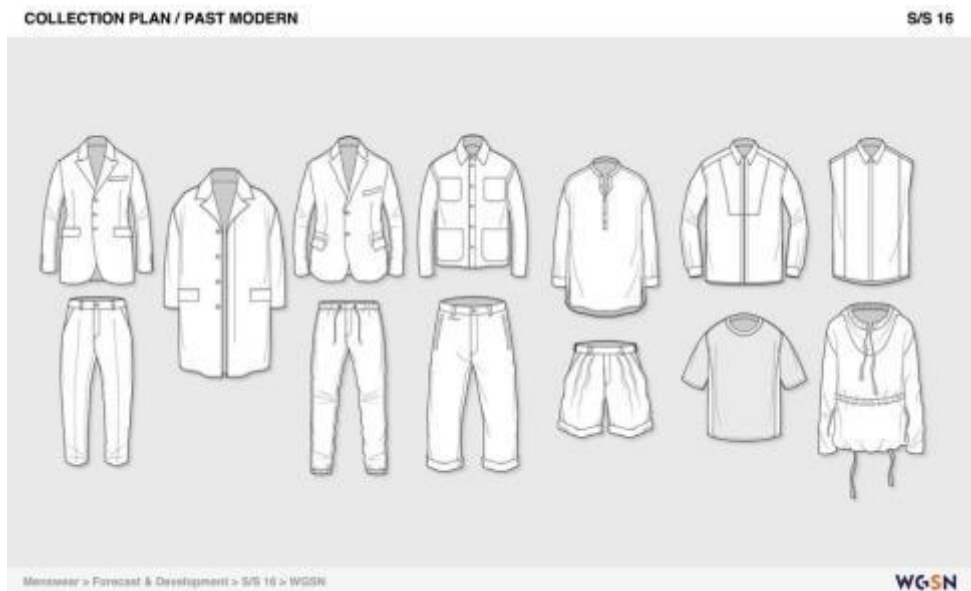 COLLECTION PLAN / PAST MODERN
S/S 16
Menswear > Forecast & Development > S/S 16 > WGSN
WGSN